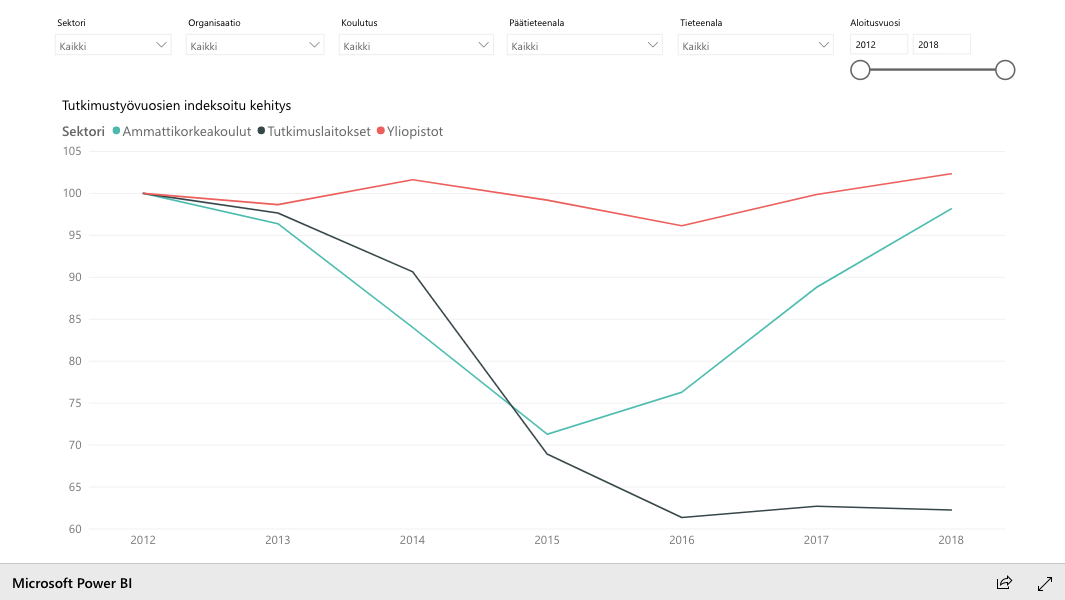 Sektori Organisaatio Koulutus Päätieteenala Tieteenala Aloitusvuosi
Kaikki Kaikki Kaikki Kaikki Kaikki 2012 2018
Tutkimustyövuosien indeksoitu kehitys
Sektori Ammattikorkeakoulut Tutkimuslaitokset Yliopistot
105
100
95
90
85
80
75
70
65
60
2012 2013 2014 2015 2016 2017 2018
Microsoft Power BI